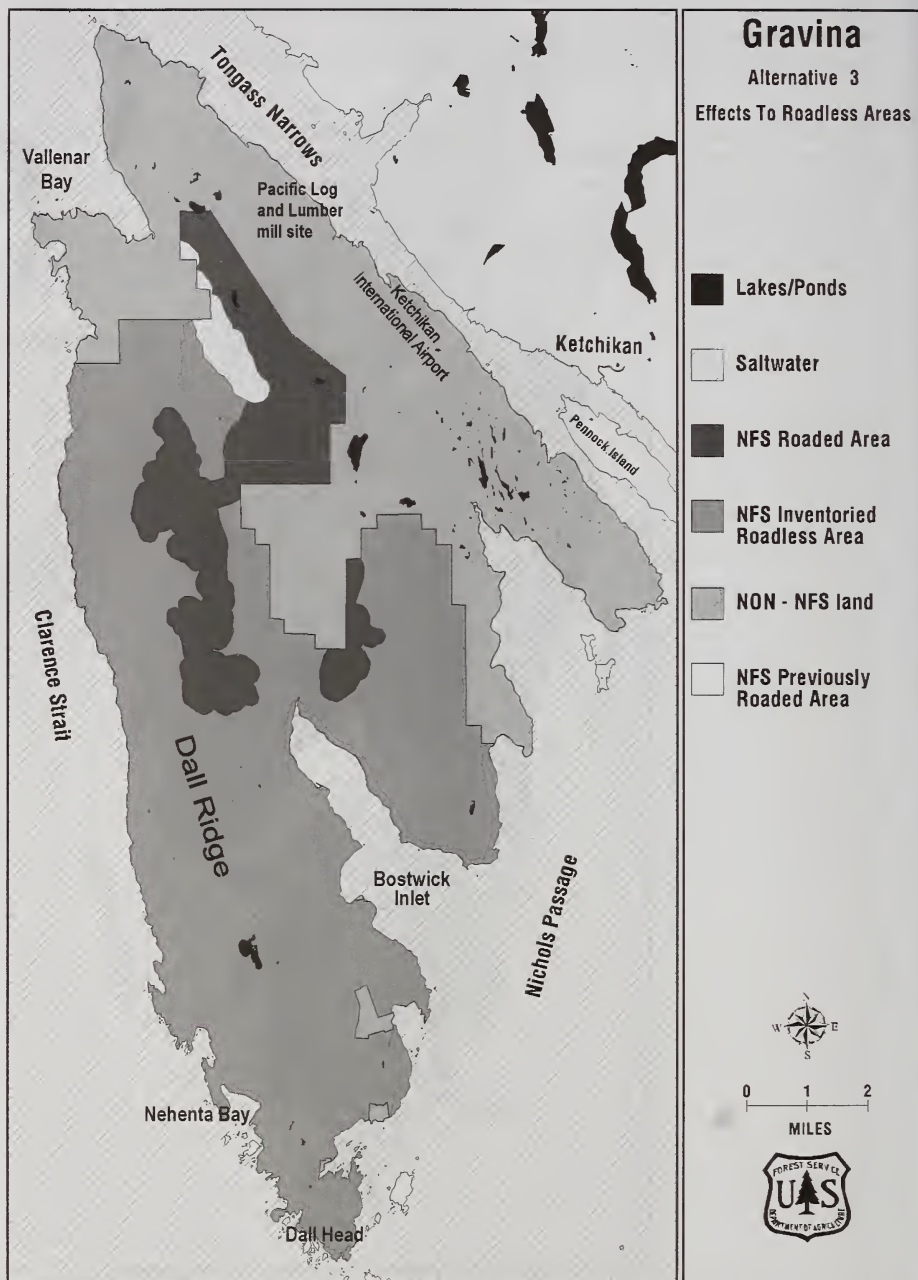 Gravina
Alternative 3
Effects To Roadless Areas
Tongass Narrows
Vallenar
Bay
Pacific Log
and Lumber
mill site
Ketchikan
International Airport
Ketchikan
Pennock Island
Clarence Strait
Dall Ridge
Bostwick
Inlet
Nichols Passage
Nehenta Bay
Dall Head
Lakes/Ponds
Saltwater
NFS Roaded Area
NFS Inventoried
Roadless Area
NON - NFS land
NFS Previously
Roaded Area
N
W
E
S
0 1 2
MILES
FOREST SERVICE
U S
DEPARTMENT OF AGRICULTURE